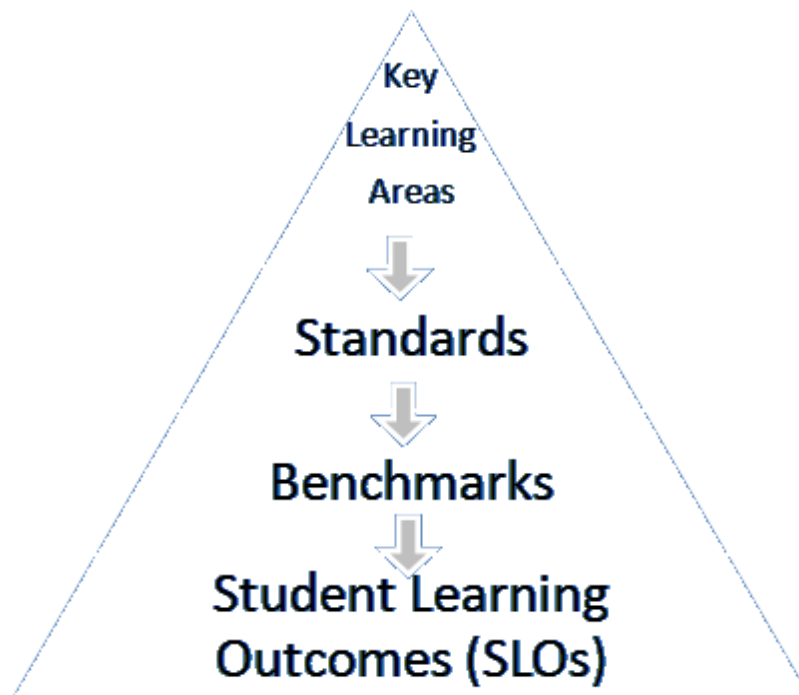 Key
Learning
Areas
Standards
Benchmarks
Student Learning
Outcomes (SLOs)